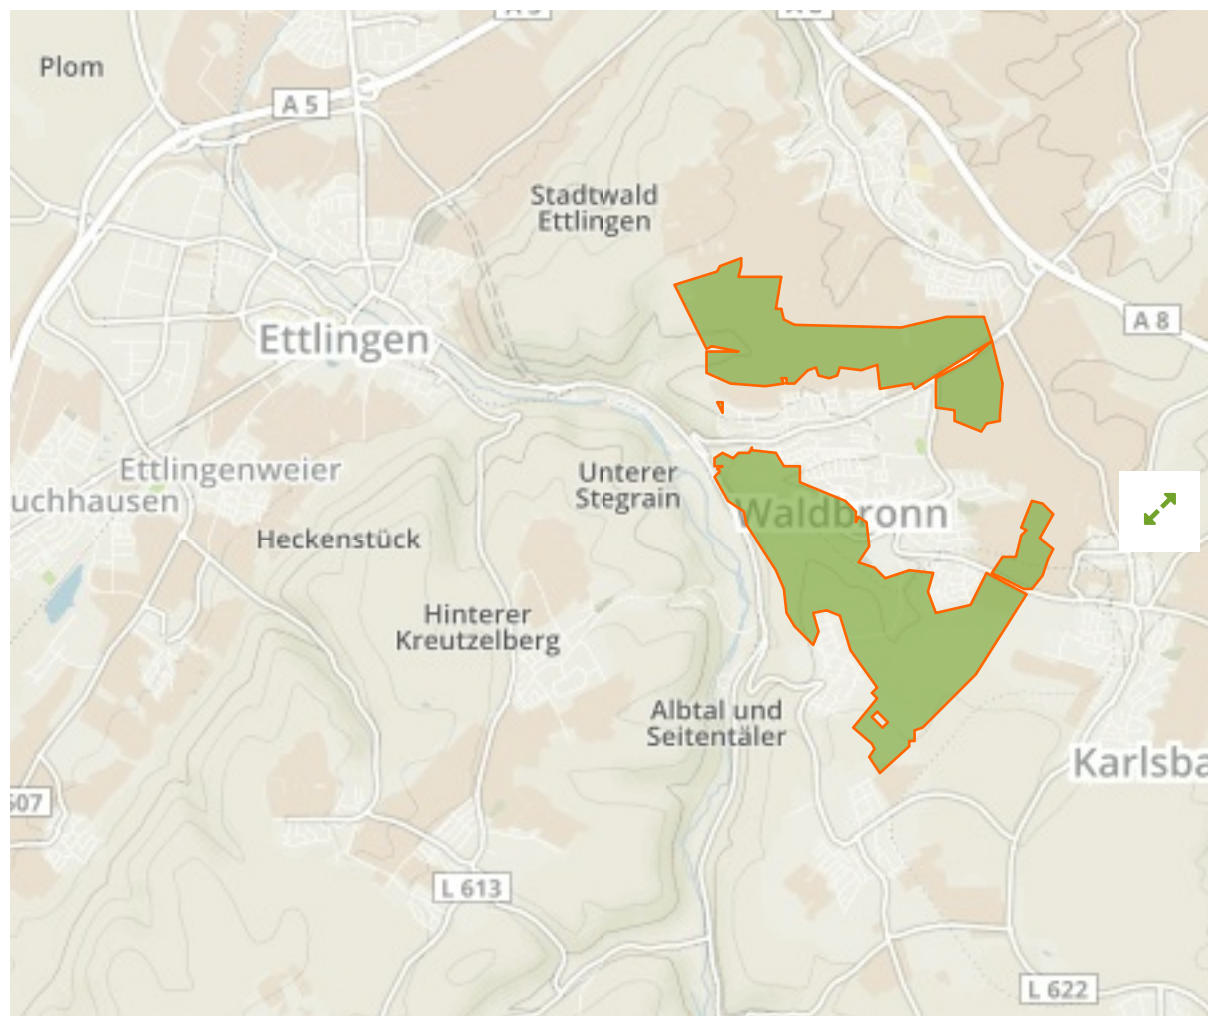 Plom
A 5
Stadtwald
Ettlingen
A 8
Ettlingen
Ettlingenweier
uchhausen
Unterer
Stegrain
Waldbronn
Heckenstück
Hinterer
Kreutzelberg
Albtal und
Seitentäler
Karlsba
607
L 613
L 622